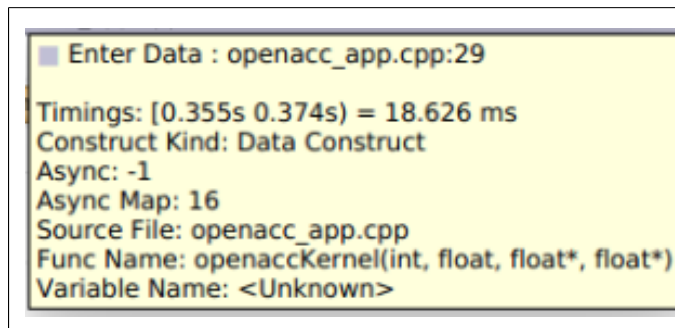 Enter Data : openacc_app.cpp:29
Timings: [0.355s 0.374s) = 18.626 ms
Construct Kind: Data Construct
Async: -1
Async Map: 16
Source File: openacc_app.cpp
Func Name: openaccKernel(int, float, float*, float*)
Variable Name: <Unknown>